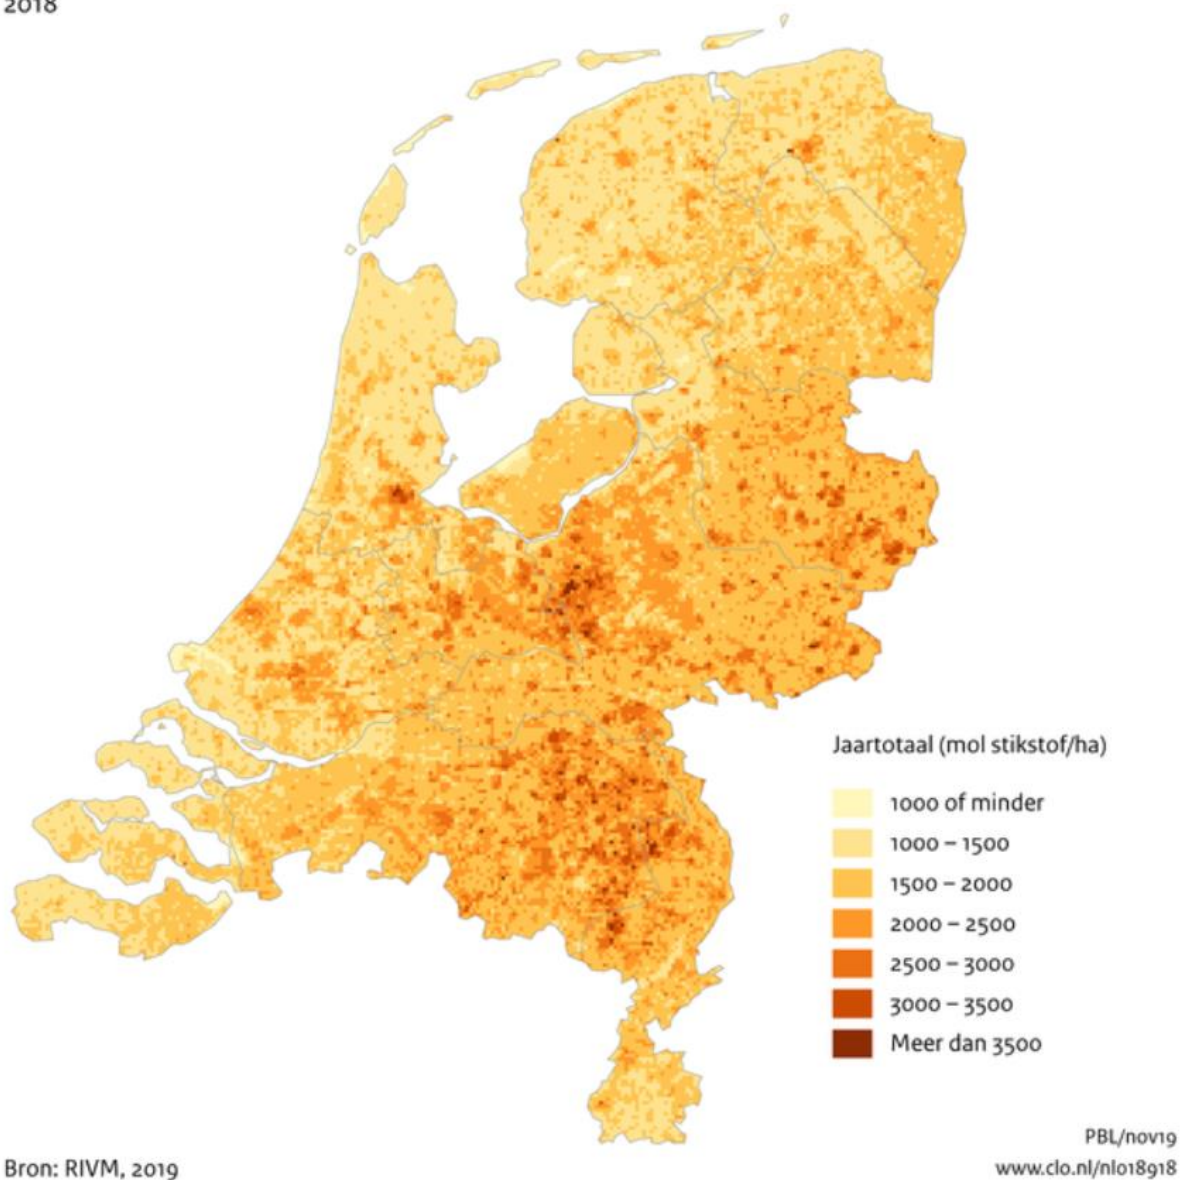 2018
Jaartotaal (mol stikstof/ha)
1000 of minder
1000 – 1500
1500 – 2000
2000 – 2500
2500 – 3000
3000 – 3500
Meer dan 3500
PBL/nov19
Bron: RIVM, 2019
www.clo.nl/nl018918